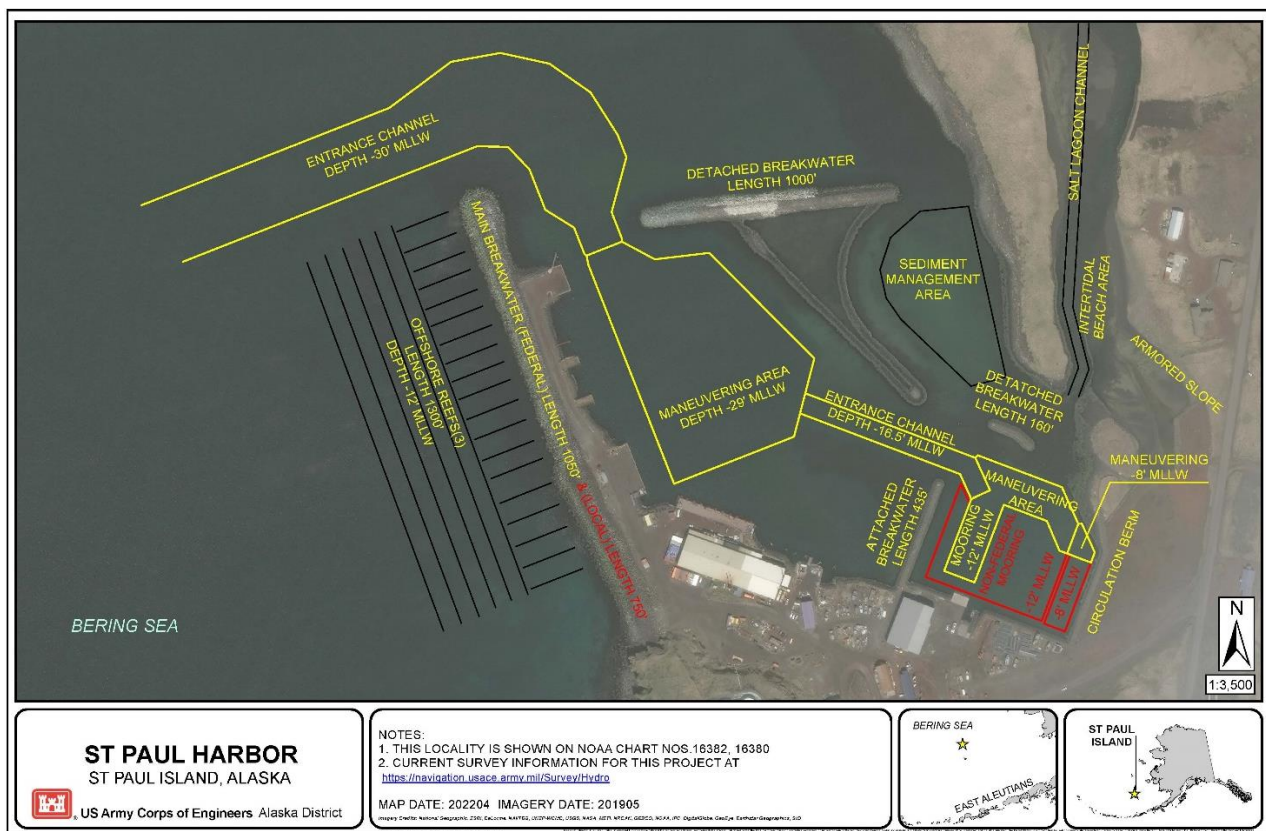 ENTRANCE CHANNEL
DEPTH -30' MLLW
DETACHED BREAKWATER
LENGTH 1000'
SALT LAGOON CHANNEL
SEDIMENT
MANAGEMENT
AREA
INTERTIDAL
BEACH AREA
ARMORED SLOPE
MAIN BREAKWATER (FEDERAL) LENGTH 1050' & (LOCAL) LENGTH 750'
OFFSHORE REEFS(3)
LENGTH 1300'
DEPTH -12' MLLW
MANEUVERING AREA
DEPTH -29' MLLW
ENTRANCE CHANNEL
DEPTH -16.5' MLLW
DETATCHED
BREAKWATER
LENGTH 160'
MANEUVERING
-8' MLLW
MANEUVERING
AREA
ATTACHED
BREAKWATER
LENGTH 435'
MOORING
-12' MLLW
NON-FEDERAL
MOORING
-12' MLLW
-8' MLLW
CIRCULATION BERM
BERING SEA
N
1:3,500
ST PAUL HARBOR
ST PAUL ISLAND, ALASKA
US Army Corps of Engineers Alaska District
NOTES:
1. THIS LOCALITY IS SHOWN ON NOAA CHART NOS.16382, 16380
2. CURRENT SURVEY INFORMATION FOR THIS PROJECT AT
https://navigation.usace.army.mil/Survey/Hydro
MAP DATE: 202204 IMAGERY DATE: 201905
BERING SEA
EAST ALEUTIANS
ST PAUL
ISLAND